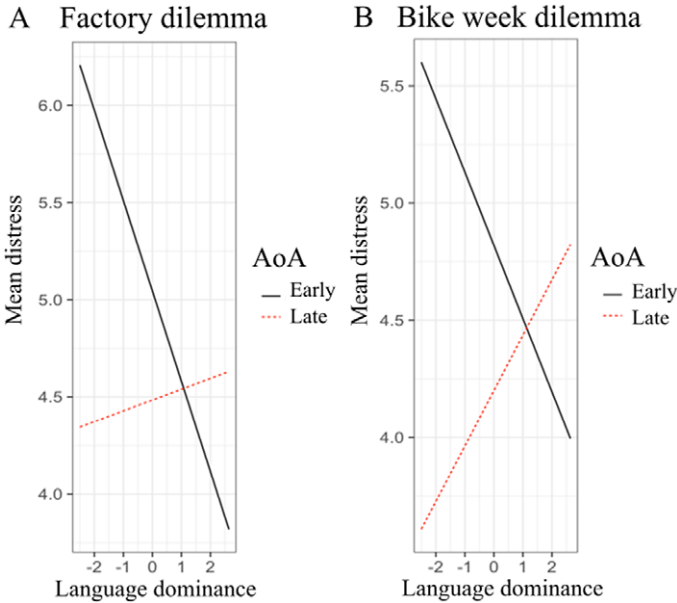 A Factory dilemma
6.0
5.5
5.0
4.5
4.0
Mean distress
-2 -1 0 1 2
Language dominance
AoA
Early
Late
B Bike week dilemma
5.5
5.0
4.5
4.0
Mean distress
-2 -1 0 1 2
Language dominance
AoA
Early
Late